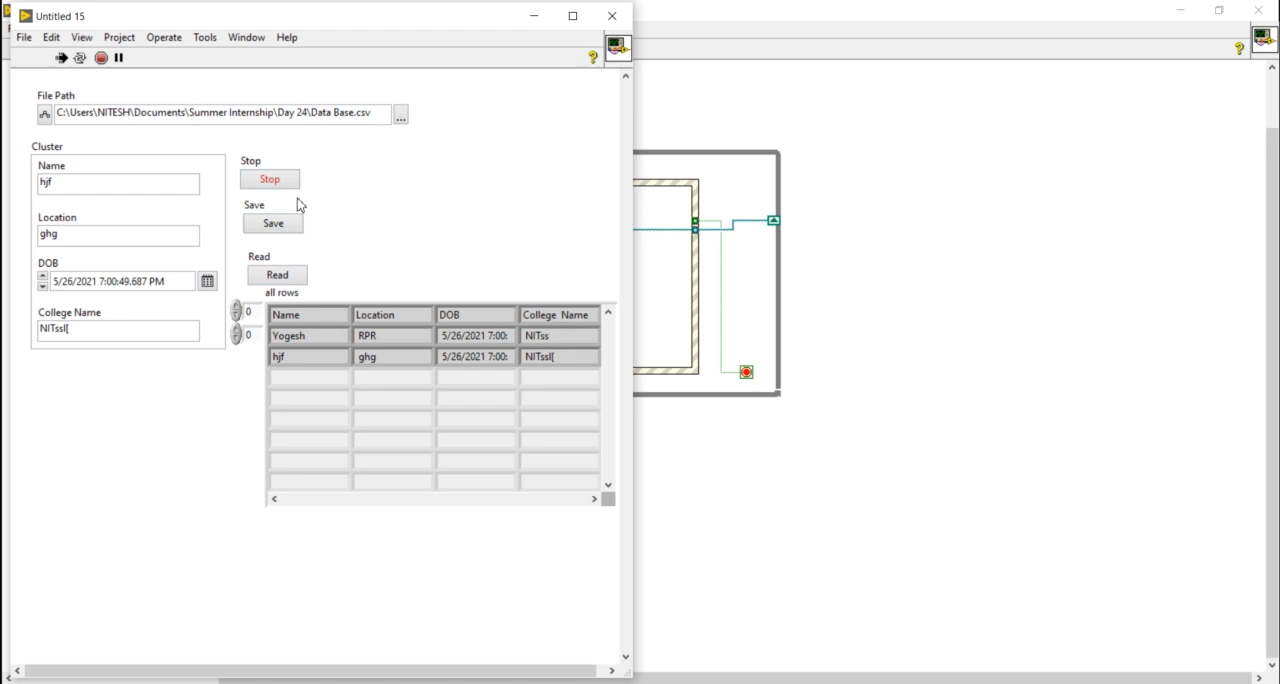 Untitled 15
File Edit View Project Operate Tools Window Help
File Path
C:\Users\NITESH\Documents\Summer Internship\Day 24\Data Base.csv
...
Cluster
Name
hjf
Location
ghg
DOB
5/26/2021 7:00:49.687 PM
College Name
NITssl[
Stop
Stop
Save
Save
Read
Read
all rows
0
0
Name Location DOB College Name
Yogesh RPR 5/26/2021 7:00: NITss
hjf ghg 5/26/2021 7:00: NITssl[